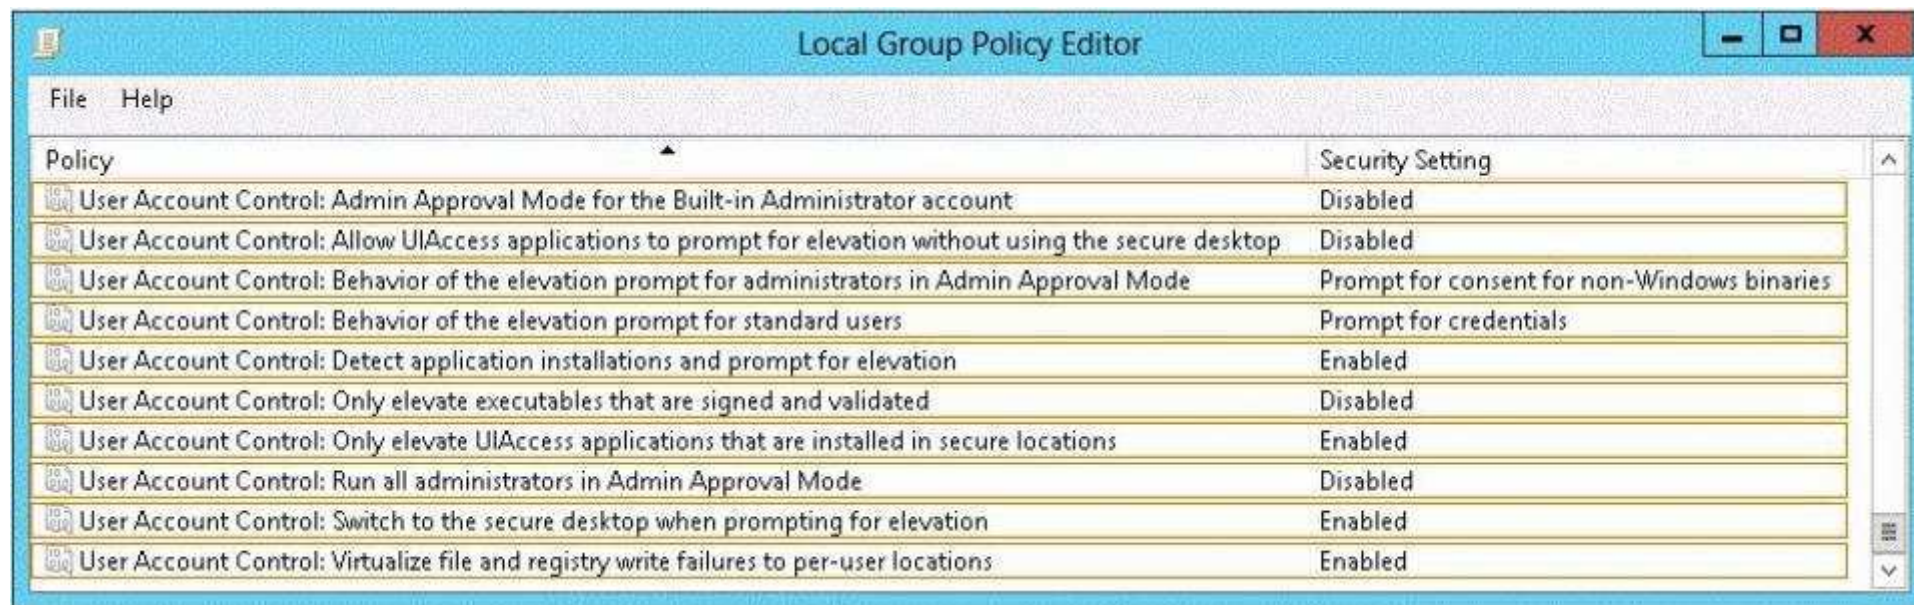 Local Group Policy Editor
File Help
Policy Security Setting
User Account Control: Admin Approval Mode for the Built-in Administrator account Disabled
User Account Control: Allow UIAccess applications to prompt for elevation without using the secure desktop Disabled
User Account Control: Behavior of the elevation prompt for administrators in Admin Approval Mode Prompt for consent for non-Windows binaries
User Account Control: Behavior of the elevation prompt for standard users Prompt for credentials
User Account Control: Detect application installations and prompt for elevation Enabled
User Account Control: Only elevate executables that are signed and validated Disabled
User Account Control: Only elevate UIAccess applications that are installed in secure locations Enabled
User Account Control: Run all administrators in Admin Approval Mode Disabled
User Account Control: Switch to the secure desktop when prompting for elevation Enabled
User Account Control: Virtualize file and registry write failures to per-user locations Enabled